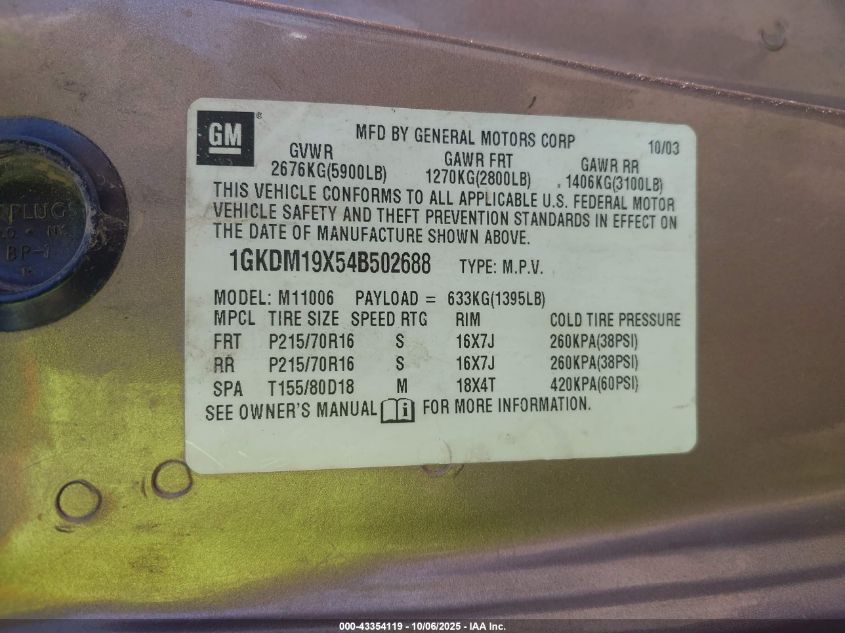 GM
MFD BY GENERAL MOTORS CORP 10/03
GVWR GAWR FRT GAWR RR
2676KG(5900LB) 1270KG(2800LB) 1406KG(3100LB)
THIS VEHICLE CONFORMS TO ALL APPLICABLE U.S. FEDERAL MOTOR
VEHICLE SAFETY AND THEFT PREVENTION STANDARDS IN EFFECT ON
THE DATE OF MANUFACTURE SHOWN ABOVE.
1GKDM19X54B502688 TYPE: M.P.V.
MODEL: M11006 PAYLOAD = 633KG(1395LB)
MPCL TIRE SIZE SPEED RTG RIM COLD TIRE PRESSURE
FRT P215/70R16 S 16X7J 260KPA(38PSI)
RR P215/70R16 S 16X7J 260KPA(38PSI)
SPA T155/80D18 M 18X4T 420KPA(60PSI)
SEE OWNER'S MANUAL i FOR MORE INFORMATION.
PLUG
BP-1
000-43354119 - 10/06/2025 - IAA Inc.